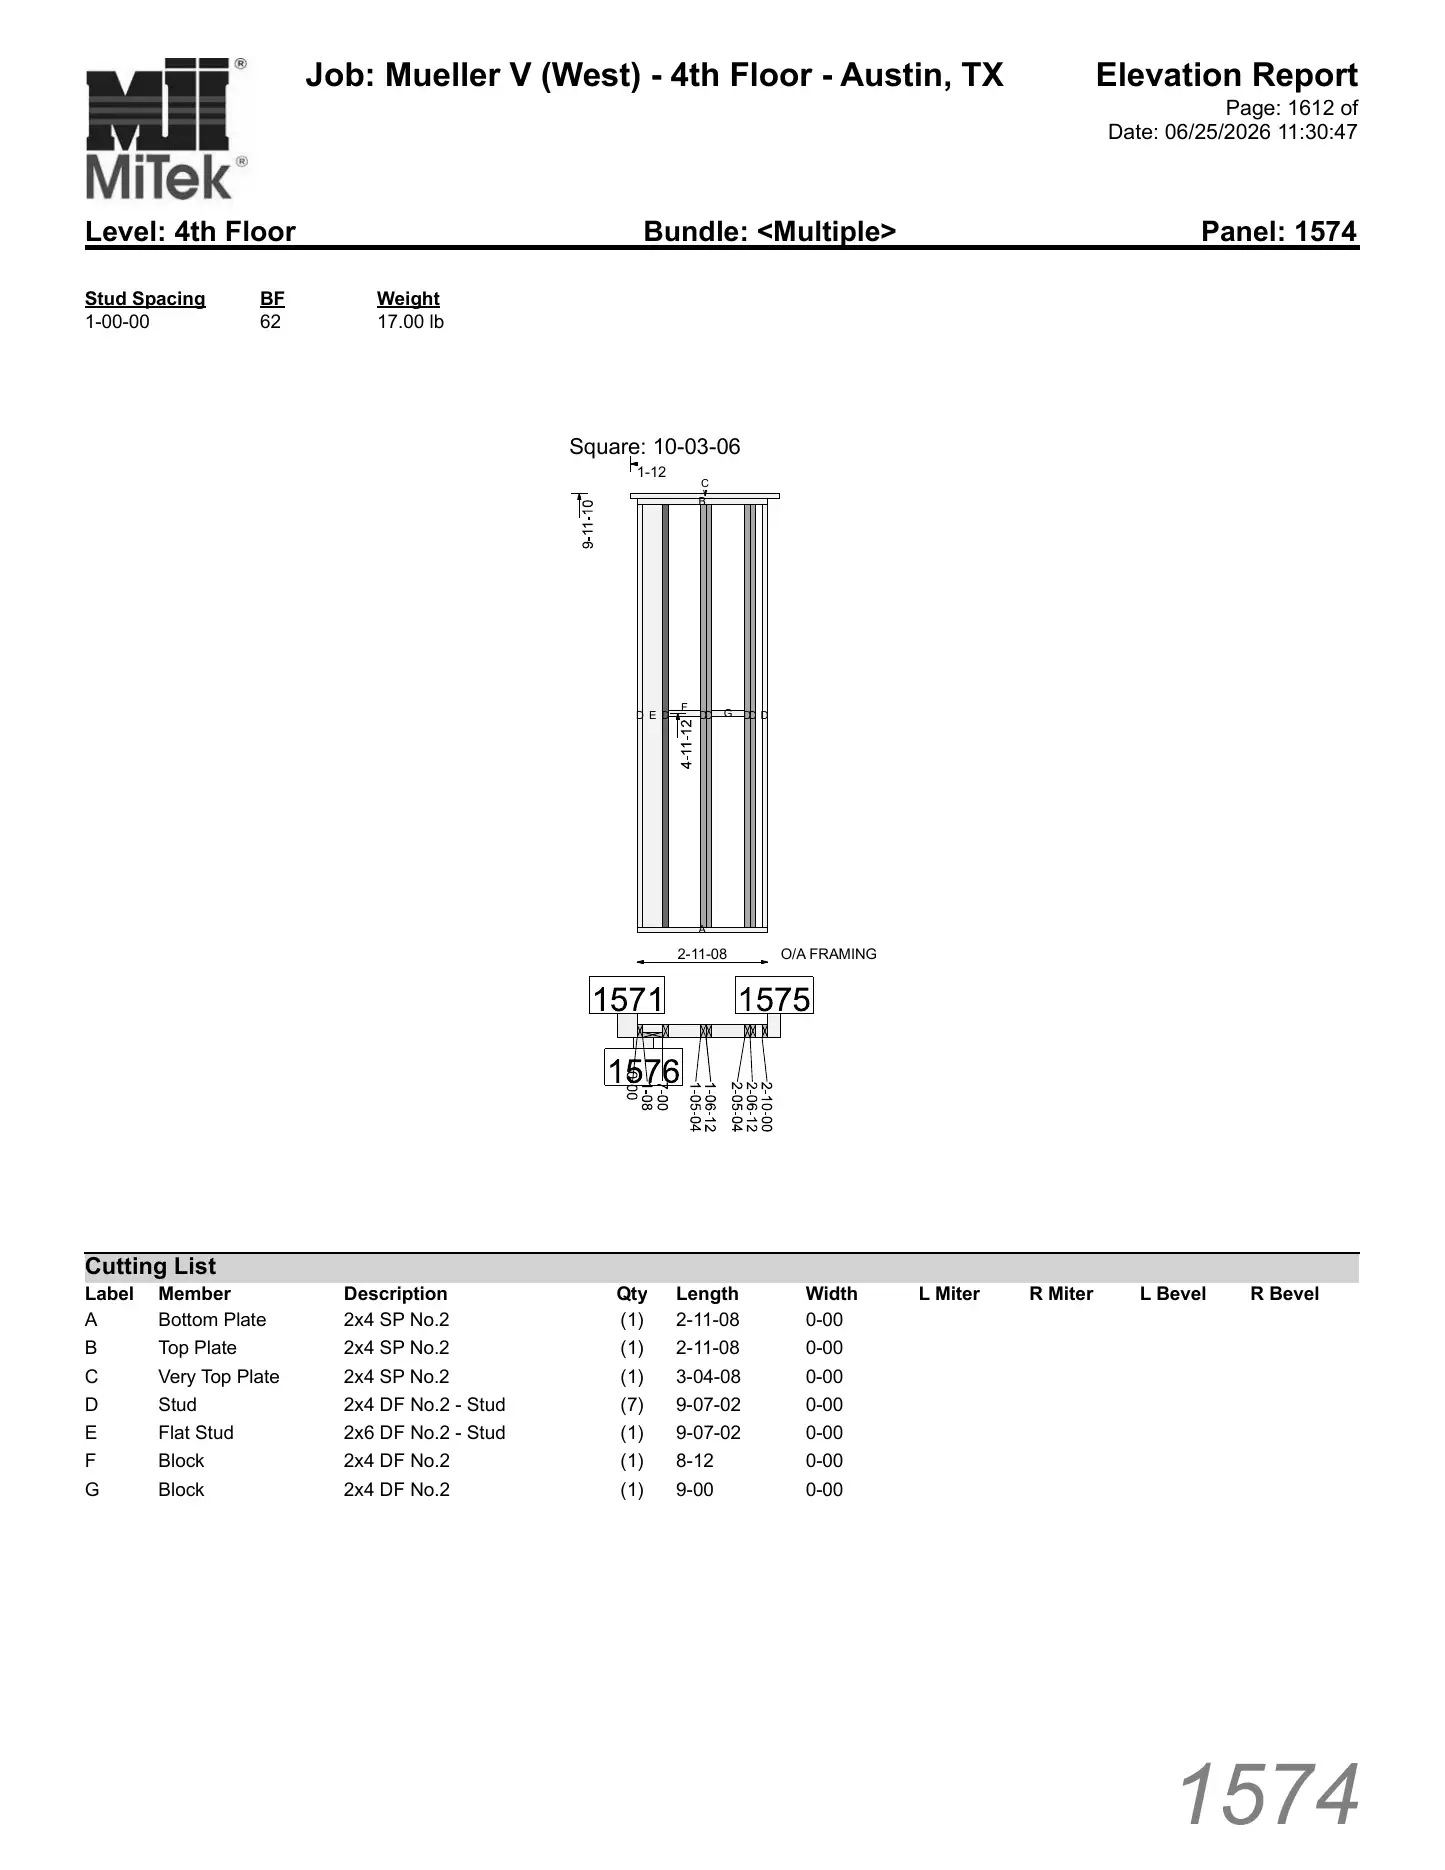 Job: Mueller V (West) - 4th Floor - Austin, TX
Elevation Report
Page: 1612 of
Date: 06/25/2026 11:30:47
MiTek®
Level: 4th Floor Bundle: <Multiple> Panel: 1574
Stud Spacing BF Weight
1-00-00 62 17.00 lb
Square: 10-03-06
1-12
C
B
9-11-10
F
D E D D D G D D D
4-11-12
A
2-11-08 O/A FRAMING
1571 1575
1576
1-08
7-00
1-05-04
1-06-12
2-05-04
2-06-12
2-10-00
Cutting List
Label Member Description Qty Length Width L Miter R Miter L Bevel R Bevel
A Bottom Plate 2x4 SP No.2 (1) 2-11-08 0-00
B Top Plate 2x4 SP No.2 (1) 2-11-08 0-00
C Very Top Plate 2x4 SP No.2 (1) 3-04-08 0-00
D Stud 2x4 DF No.2 - Stud (7) 9-07-02 0-00
E Flat Stud 2x6 DF No.2 - Stud (1) 9-07-02 0-00
F Block 2x4 DF No.2 (1) 8-12 0-00
G Block 2x4 DF No.2 (1) 9-00 0-00
1574